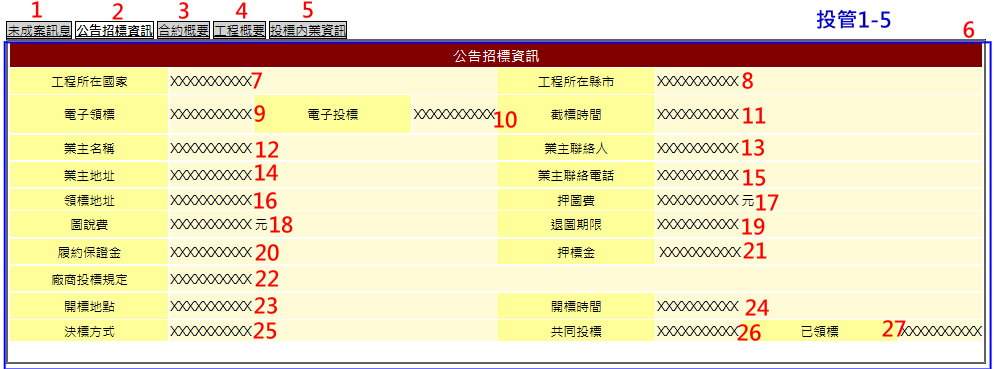 1 2 3 4 5 投管1-5 6
未成案訊息 公告招標資訊 合約概要 工程概要 投標內業資訊
公告招標資訊
工程所在國家 XXXXXXXXXX 7 工程所在縣市 XXXXXXXXXX 8
電子領標 XXXXXXXXXX 9 電子投標 XXXXXXXXXX 10 截標時間 XXXXXXXXXX 11
業主名稱 XXXXXXXXXX 12 業主聯絡人 XXXXXXXXXX 13
業主地址 XXXXXXXXXX 14 業主聯絡電話 XXXXXXXXXX 15
領標地址 XXXXXXXXXX 16 押圖費 XXXXXXXXXX 元 17
圖說費 XXXXXXXXXX 元 18 退圖期限 XXXXXXXXXX 19
履約保證金 XXXXXXXXXX 20 押標金 XXXXXXXXXX 21
廠商投標規定 XXXXXXXXXX 22
開標地點 XXXXXXXXXX 23 開標時間 XXXXXXXXXX 24
決標方式 XXXXXXXXXX 25 共同投標 XXXXXXXXXX 26 已領標 27 XXXXXXXXXX